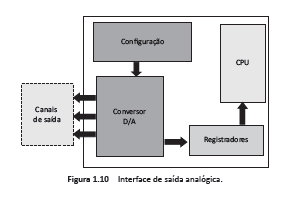 Configuração
CPU
Canais
de saída
Conversor
D/A
Registradores
Figura 1.10 Interface de saída analógica.